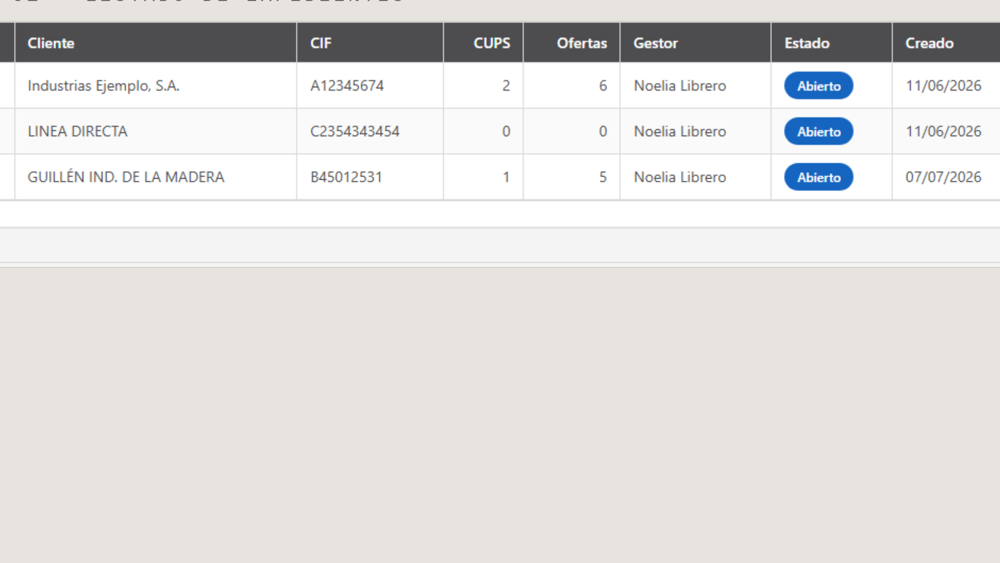 Cliente CIF CUPS Ofertas Gestor Estado Creado
Industrias Ejemplo, S.A. A12345674 2 6 Noelia Librero Abierto 11/06/2026
LINEA DIRECTA C2354343454 0 0 Noelia Librero Abierto 11/06/2026
GUILLÉN IND. DE LA MADERA B45012531 1 5 Noelia Librero Abierto 07/07/2026